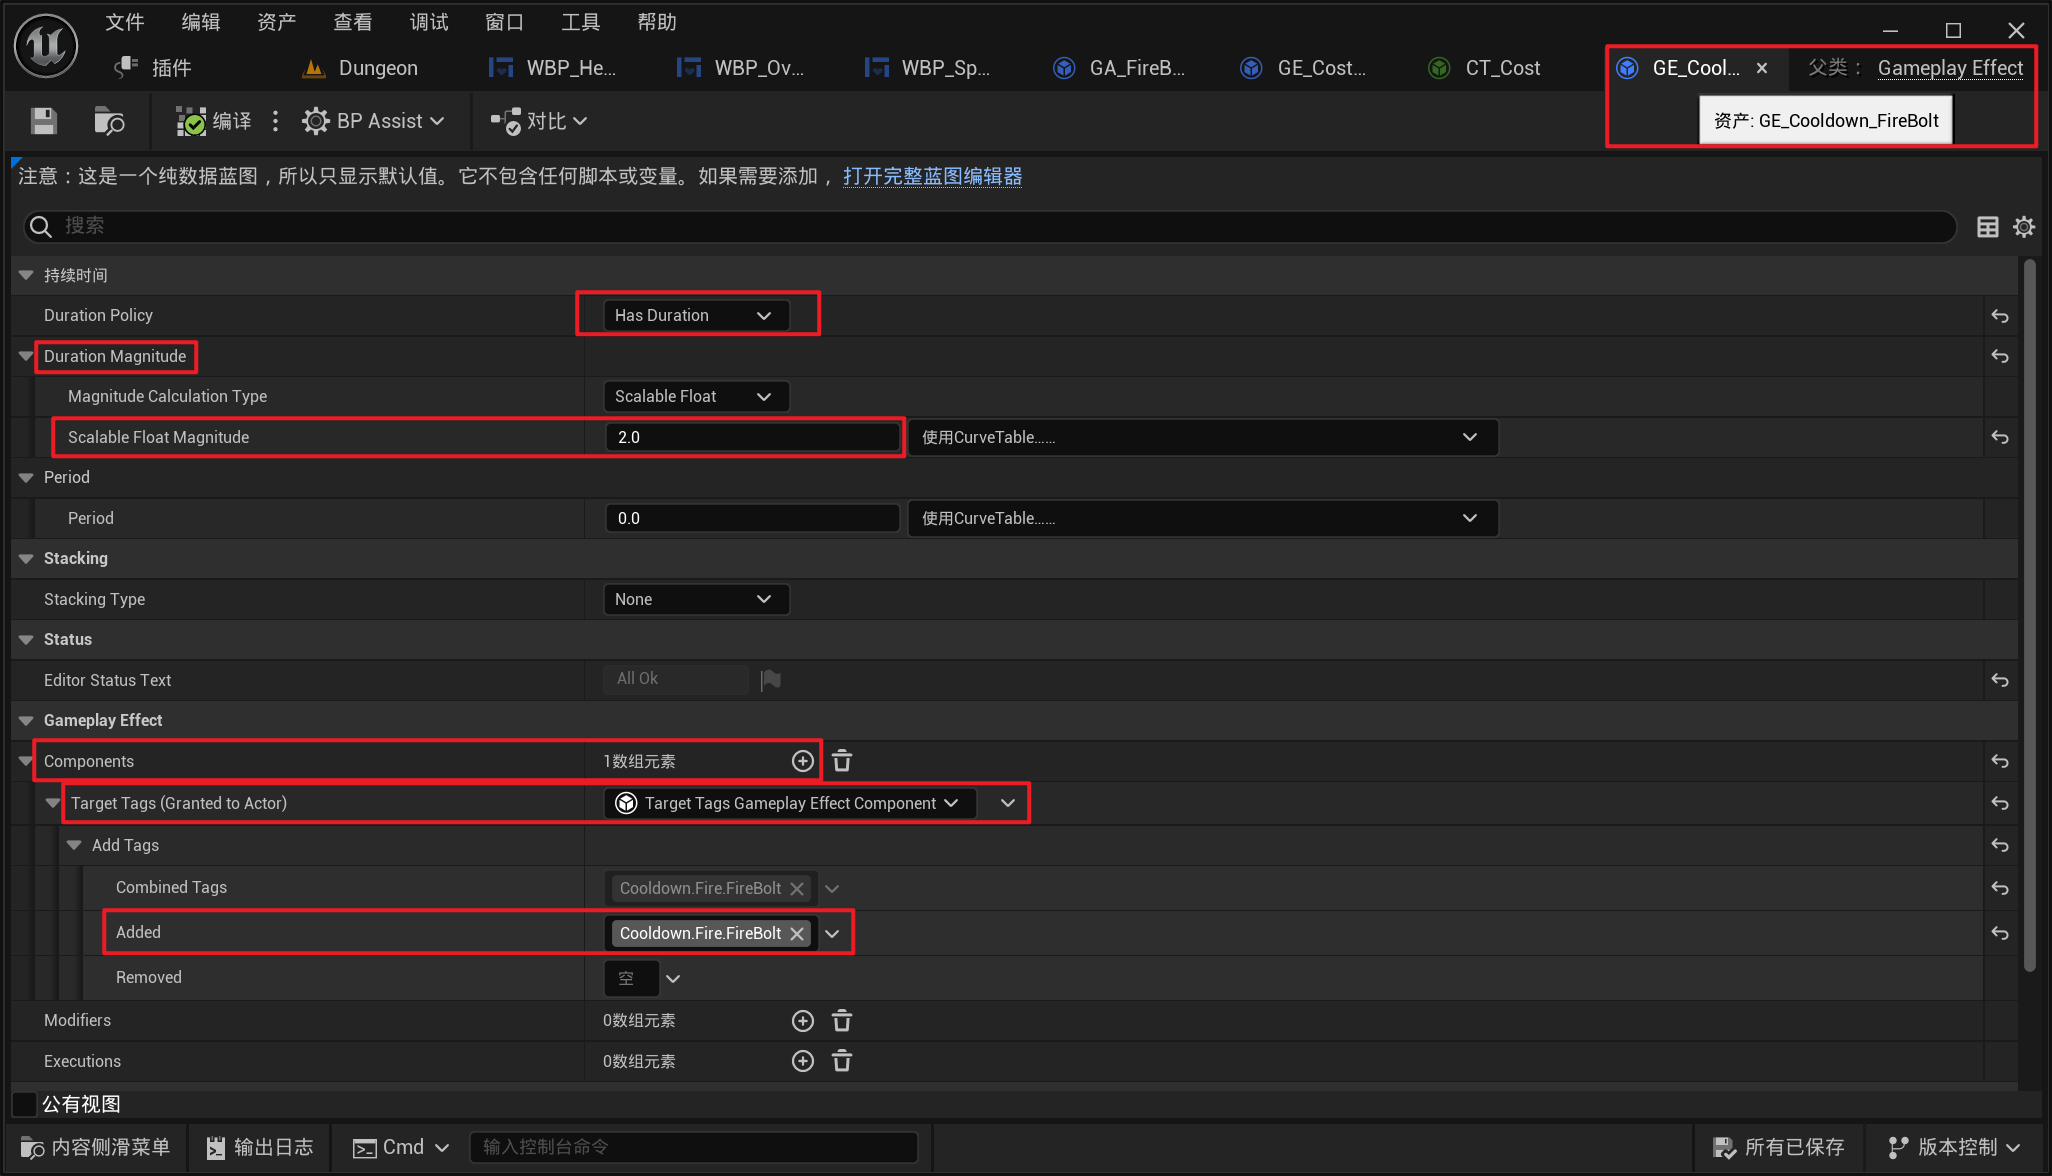 文件 编辑 资产 查看 调试 窗口 工具 帮助
插件 Dungeon WBP_He... WBP_Ov... WBP_Sp... GA_FireB... GE_Cost... CT_Cost GE_Cool... 父类： Gameplay Effect
编译 BP Assist 对比 资产: GE_Cooldown_FireBolt
注意：这是一个纯数据蓝图，所以只显示默认值。它不包含任何脚本或变量。如果需要添加，打开完整蓝图编辑器
搜索
持续时间
Duration Policy Has Duration
Duration Magnitude
Magnitude Calculation Type Scalable Float
Scalable Float Magnitude 2.0 使用CurveTable......
Period
Period 0.0 使用CurveTable......
Stacking
Stacking Type None
Status
Editor Status Text All Ok
Gameplay Effect
Components 1数组元素
Target Tags (Granted to Actor) Target Tags Gameplay Effect Component
Add Tags
Combined Tags Cooldown.Fire.FireBolt
Added Cooldown.Fire.FireBolt
Removed 空
Modifiers 0数组元素
Executions 0数组元素
公有视图
内容侧滑菜单 输出日志 Cmd 输入控制台命令 所有已保存 版本控制